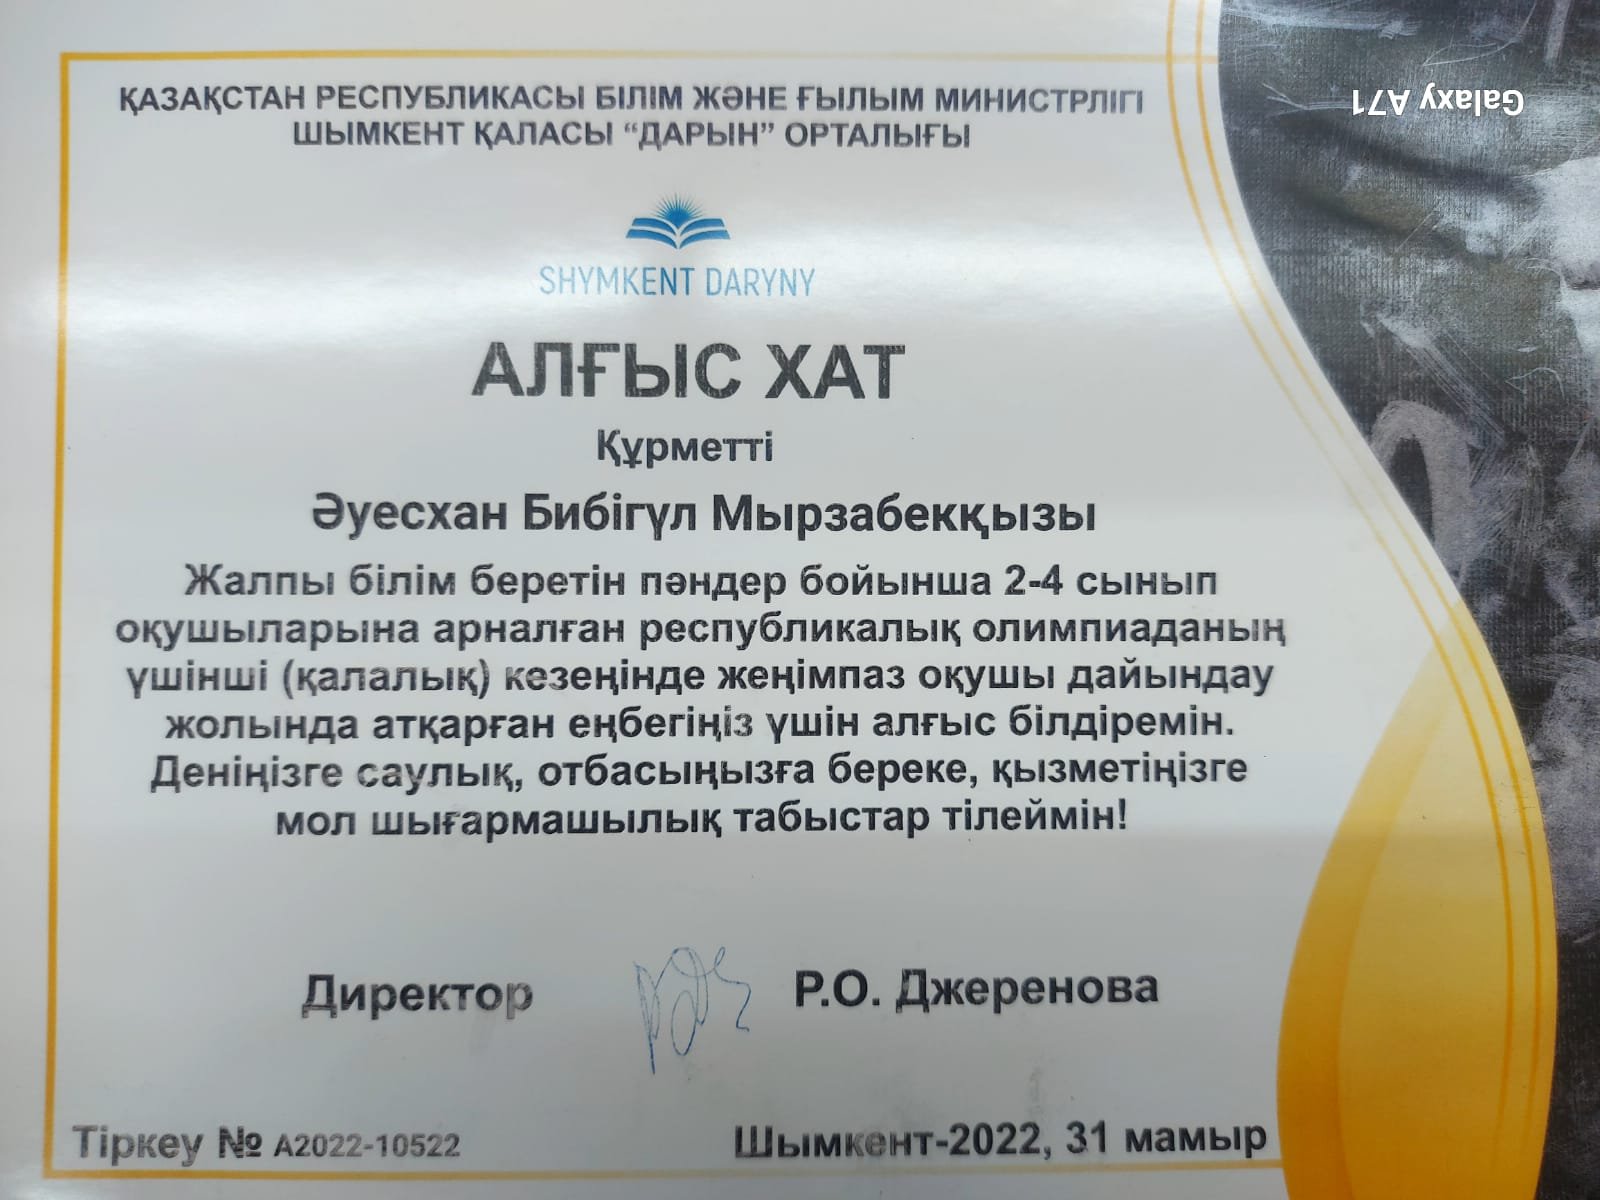 ҚАЗАҚСТАН РЕСПУБЛИКАСЫ БІЛІМ ЖӘНЕ ҒЫЛЫМ МИНИСТРЛІГІ
ШЫМКЕНТ ҚАЛАСЫ “ДАРЫН” ОРТАЛЫҒЫ
Galaxy A71
SHYMKENT DARYNY
АЛҒЫС ХАТ
Құрметті
Әуесхан Бибігүл Мырзабекқызы
Жалпы білім беретін пәндер бойынша 2-4 сынып
оқушыларына арналған республикалық олимпиаданың
үшінші (қалалық) кезеңінде жеңімпаз оқушы дайындау
жолында атқарған еңбегіңіз үшін алғыс білдіремін.
Деніңізге саулық, отбасыңызға береке, қызметіңізге
мол шығармашылық табыстар тілеймін!
Директор Р.О. Джеренова
Тіркеу № A2022-10522 Шымкент-2022, 31 мамыр